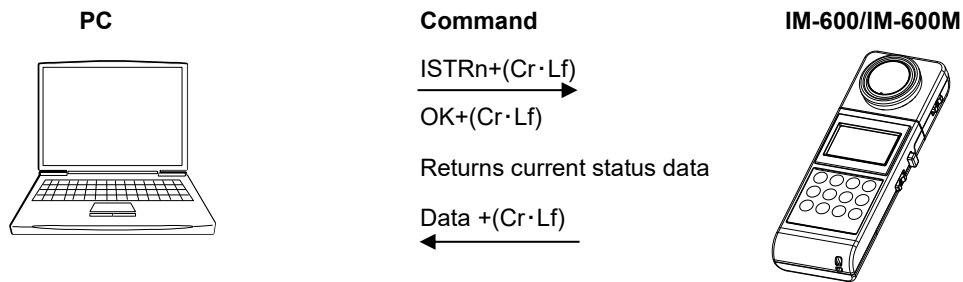 PC
Command
IM-600/IM-600M
ISTRn+(Cr･Lf)
OK+(Cr･Lf)
Returns current status data
Data +(Cr･Lf)